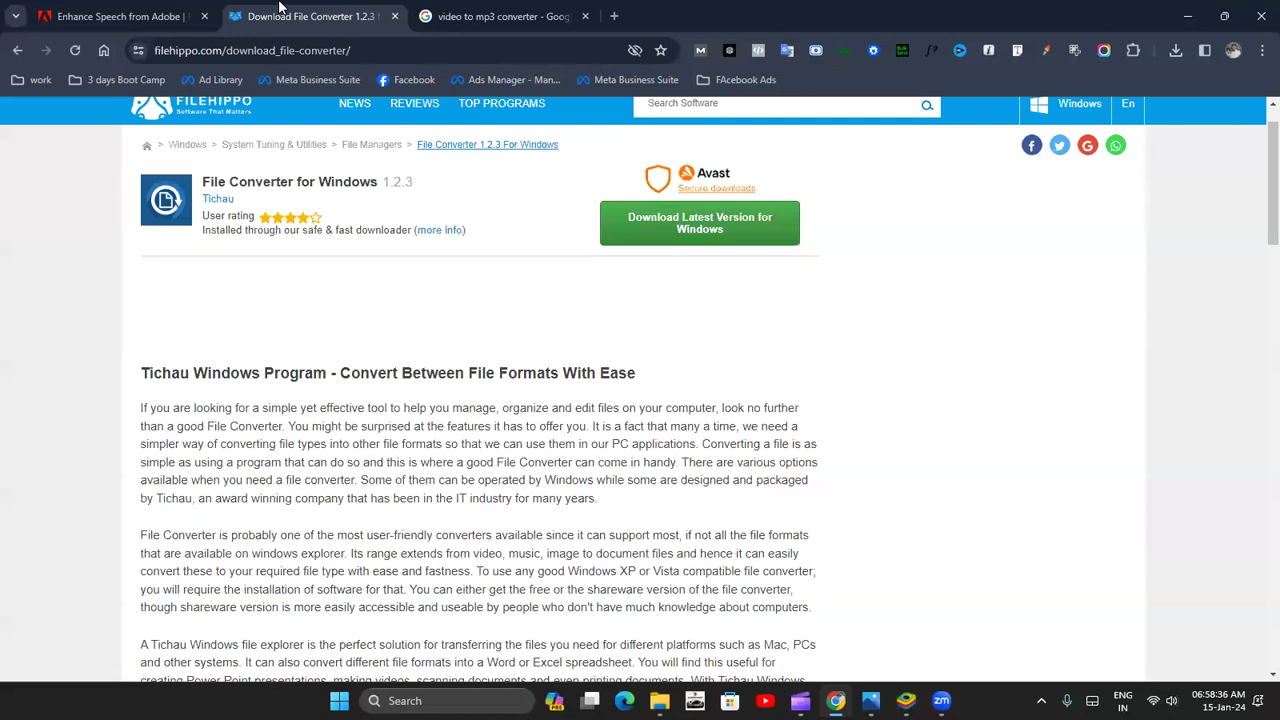 Enhance Speech from Adobe |
Download File Converter 1.2.3
video to mp3 converter - Goog
filehippo.com/download_file-converter/
work
3 days Boot Camp
Ad Library
Meta Business Suite
Facebook
Ads Manager - Man...
Meta Business Suite
FAcebook Ads
FILEHIPPO
Software That Matters
NEWS
REVIEWS
TOP PROGRAMS
Search Software
Windows
En
> Windows > System Tuning & Utilities > File Managers > File Converter 1.2.3 For Windows
File Converter for Windows 1.2.3
Tichau
User rating
Installed through our safe & fast downloader (more info)
Avast
Secure downloads
Download Latest Version for
Windows
Tichau Windows Program - Convert Between File Formats With Ease
If you are looking for a simple yet effective tool to help you manage, organize and edit files on your computer, look no further
than a good File Converter. You might be surprised at the features it has to offer you. It is a fact that many a time, we need a
simpler way of converting file types into other file formats so that we can use them in our PC applications. Converting a file is as
simple as using a program that can do so and this is where a good File Converter can come in handy. There are various options
available when you need a file converter. Some of them can be operated by Windows while some are designed and packaged
by Tichau, an award winning company that has been in the IT industry for many years.
File Converter is probably one of the most user-friendly converters available since it can support most, if not all the file formats
that are available on windows explorer. Its range extends from video, music, image to document files and hence it can easily
convert these to your required file type with ease and fastness. To use any good Windows XP or Vista compatible file converter;
you will require the installation of software for that. You can either get the free or the shareware version of the file converter,
though shareware version is more easily accessible and useable by people who don't have much knowledge about computers.
A Tichau Windows file explorer is the perfect solution for transferring the files you need for different platforms such as Mac, PCs
and other systems. It can also convert different file formats into a Word or Excel spreadsheet. You will find this useful for
creating Power Point presentations, making videos, scanning documents and even printing documents. With Tichau Windows
Search
ENG
IN
06:58:36 AM
15-Jan-24